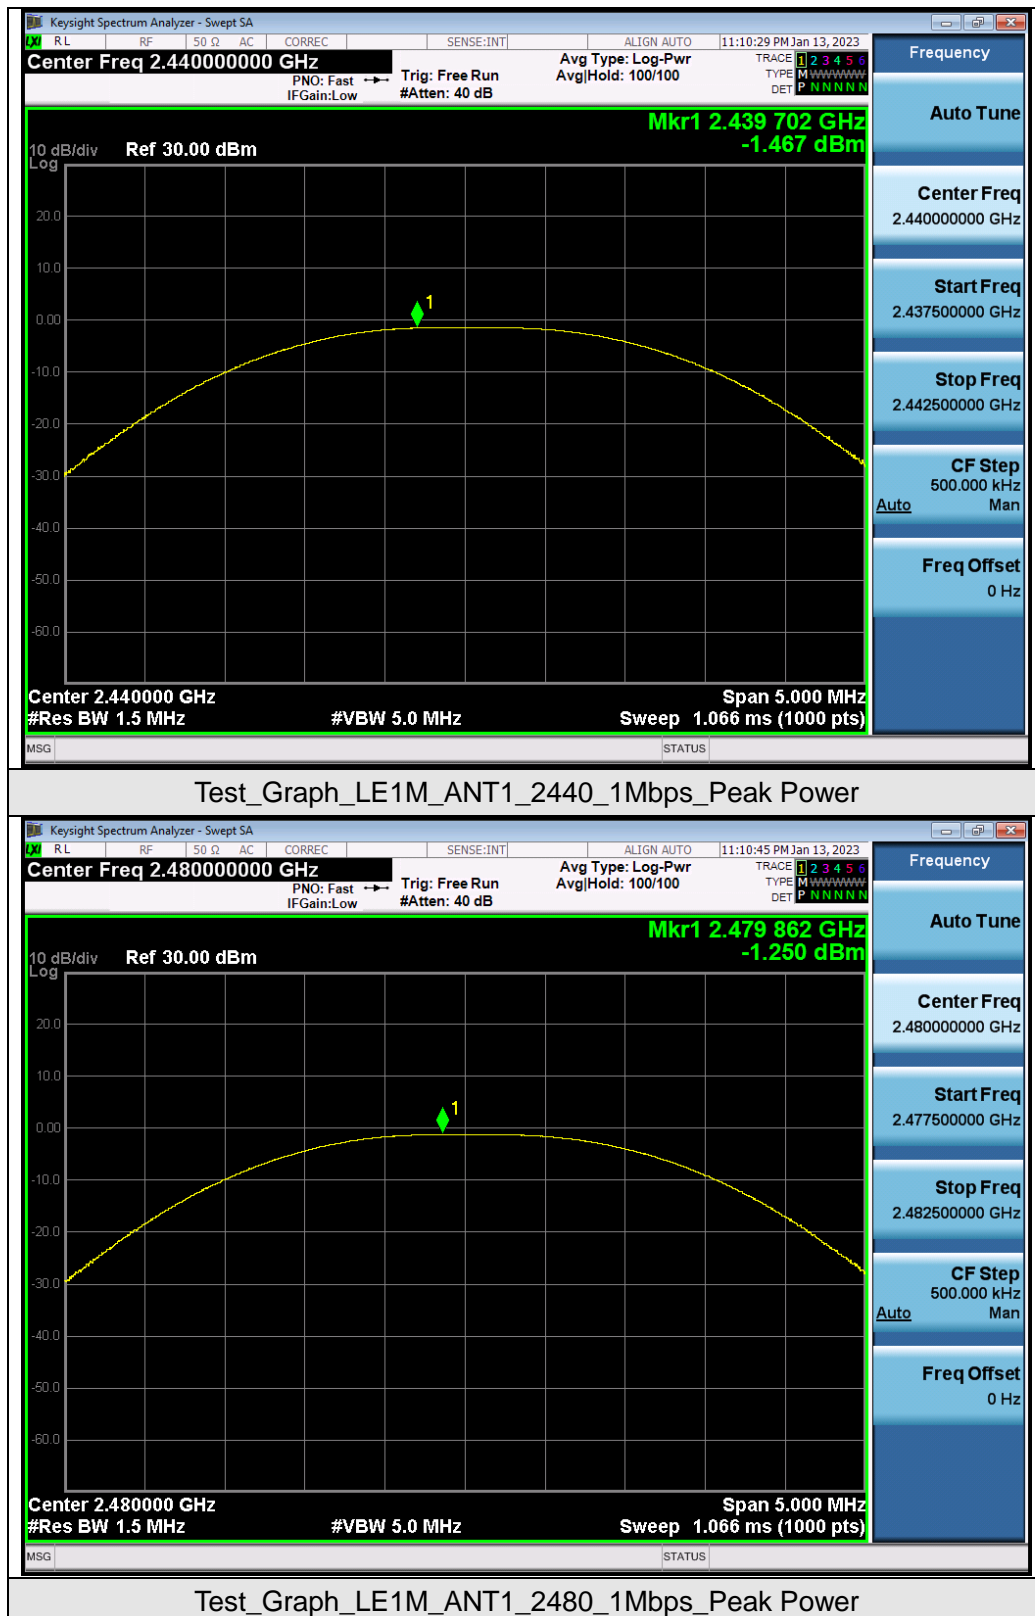 Keysight Spectrum Analyzer - Swept SA
LXI RL RF 50 Ω AC CORREC SENSE:INT ALIGN AUTO 11:10:29 PM Jan 13, 2023
Center Freq 2.440000000 GHz
PNO: Fast
IFGain:Low
Trig: Free Run
#Atten: 40 dB
Avg Type: Log-Pwr
Avg|Hold: 100/100
TRACE 1 2 3 4 5 6
TYPE M WWWWW
DET P N N N N N
Frequency
Mkr1 2.439 702 GHz
-1.467 dBm
10 dB/div Ref 30.00 dBm
Log
20.0
10.0
0.00
-10.0
-20.0
-30.0
-40.0
-50.0
-60.0
1
Center 2.440000 GHz Span 5.000 MHz
#Res BW 1.5 MHz #VBW 5.0 MHz Sweep 1.066 ms (1000 pts)
MSG STATUS
Auto Tune
Center Freq
2.440000000 GHz
Start Freq
2.437500000 GHz
Stop Freq
2.442500000 GHz
CF Step
500.000 kHz
Auto Man
Freq Offset
0 Hz
Test_Graph_LE1M_ANT1_2440_1Mbps_Peak Power
Keysight Spectrum Analyzer - Swept SA
LXI RL RF 50 Ω AC CORREC SENSE:INT ALIGN AUTO 11:10:45 PM Jan 13, 2023
Center Freq 2.480000000 GHz
PNO: Fast
IFGain:Low
Trig: Free Run
#Atten: 40 dB
Avg Type: Log-Pwr
Avg|Hold: 100/100
TRACE 1 2 3 4 5 6
TYPE M WWWWW
DET P N N N N N
Frequency
Mkr1 2.479 862 GHz
-1.250 dBm
10 dB/div Ref 30.00 dBm
Log
20.0
10.0
0.00
-10.0
-20.0
-30.0
-40.0
-50.0
-60.0
1
Center 2.480000 GHz Span 5.000 MHz
#Res BW 1.5 MHz #VBW 5.0 MHz Sweep 1.066 ms (1000 pts)
MSG STATUS
Auto Tune
Center Freq
2.480000000 GHz
Start Freq
2.477500000 GHz
Stop Freq
2.482500000 GHz
CF Step
500.000 kHz
Auto Man
Freq Offset
0 Hz
Test_Graph_LE1M_ANT1_2480_1Mbps_Peak Power